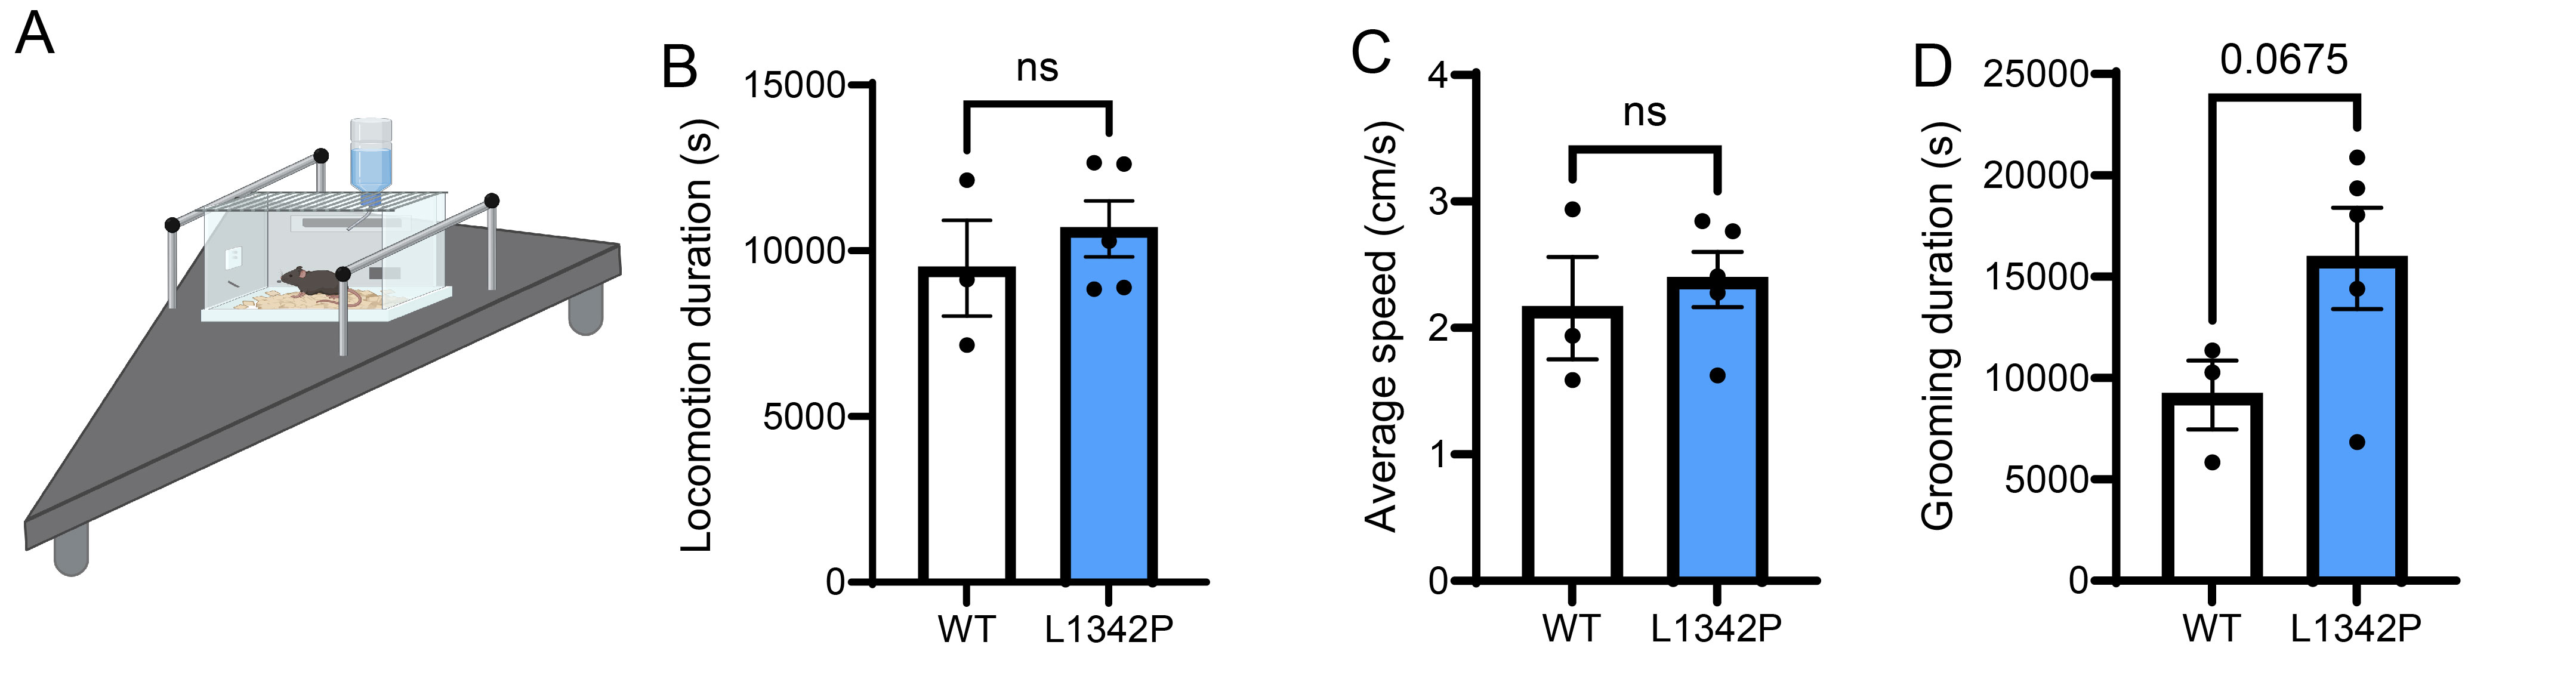 A
B
Locomotion duration (s)
15000
10000
5000
0
ns
WT
L1342P
C
Average speed (cm/s)
4
3
2
1
0
ns
WT
L1342P
D
Grooming duration (s)
25000
20000
15000
10000
5000
0
0.0675
WT
L1342P